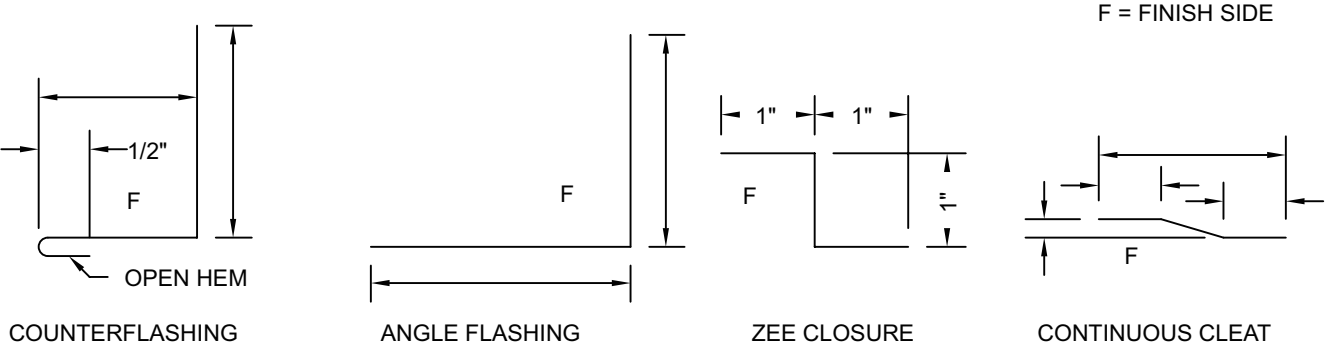 F = FINISH SIDE
1" 1"
1/2"
F
F
F
1"
F
OPEN HEM
COUNTERFLASHING
ANGLE FLASHING
ZEE CLOSURE
CONTINUOUS CLEAT